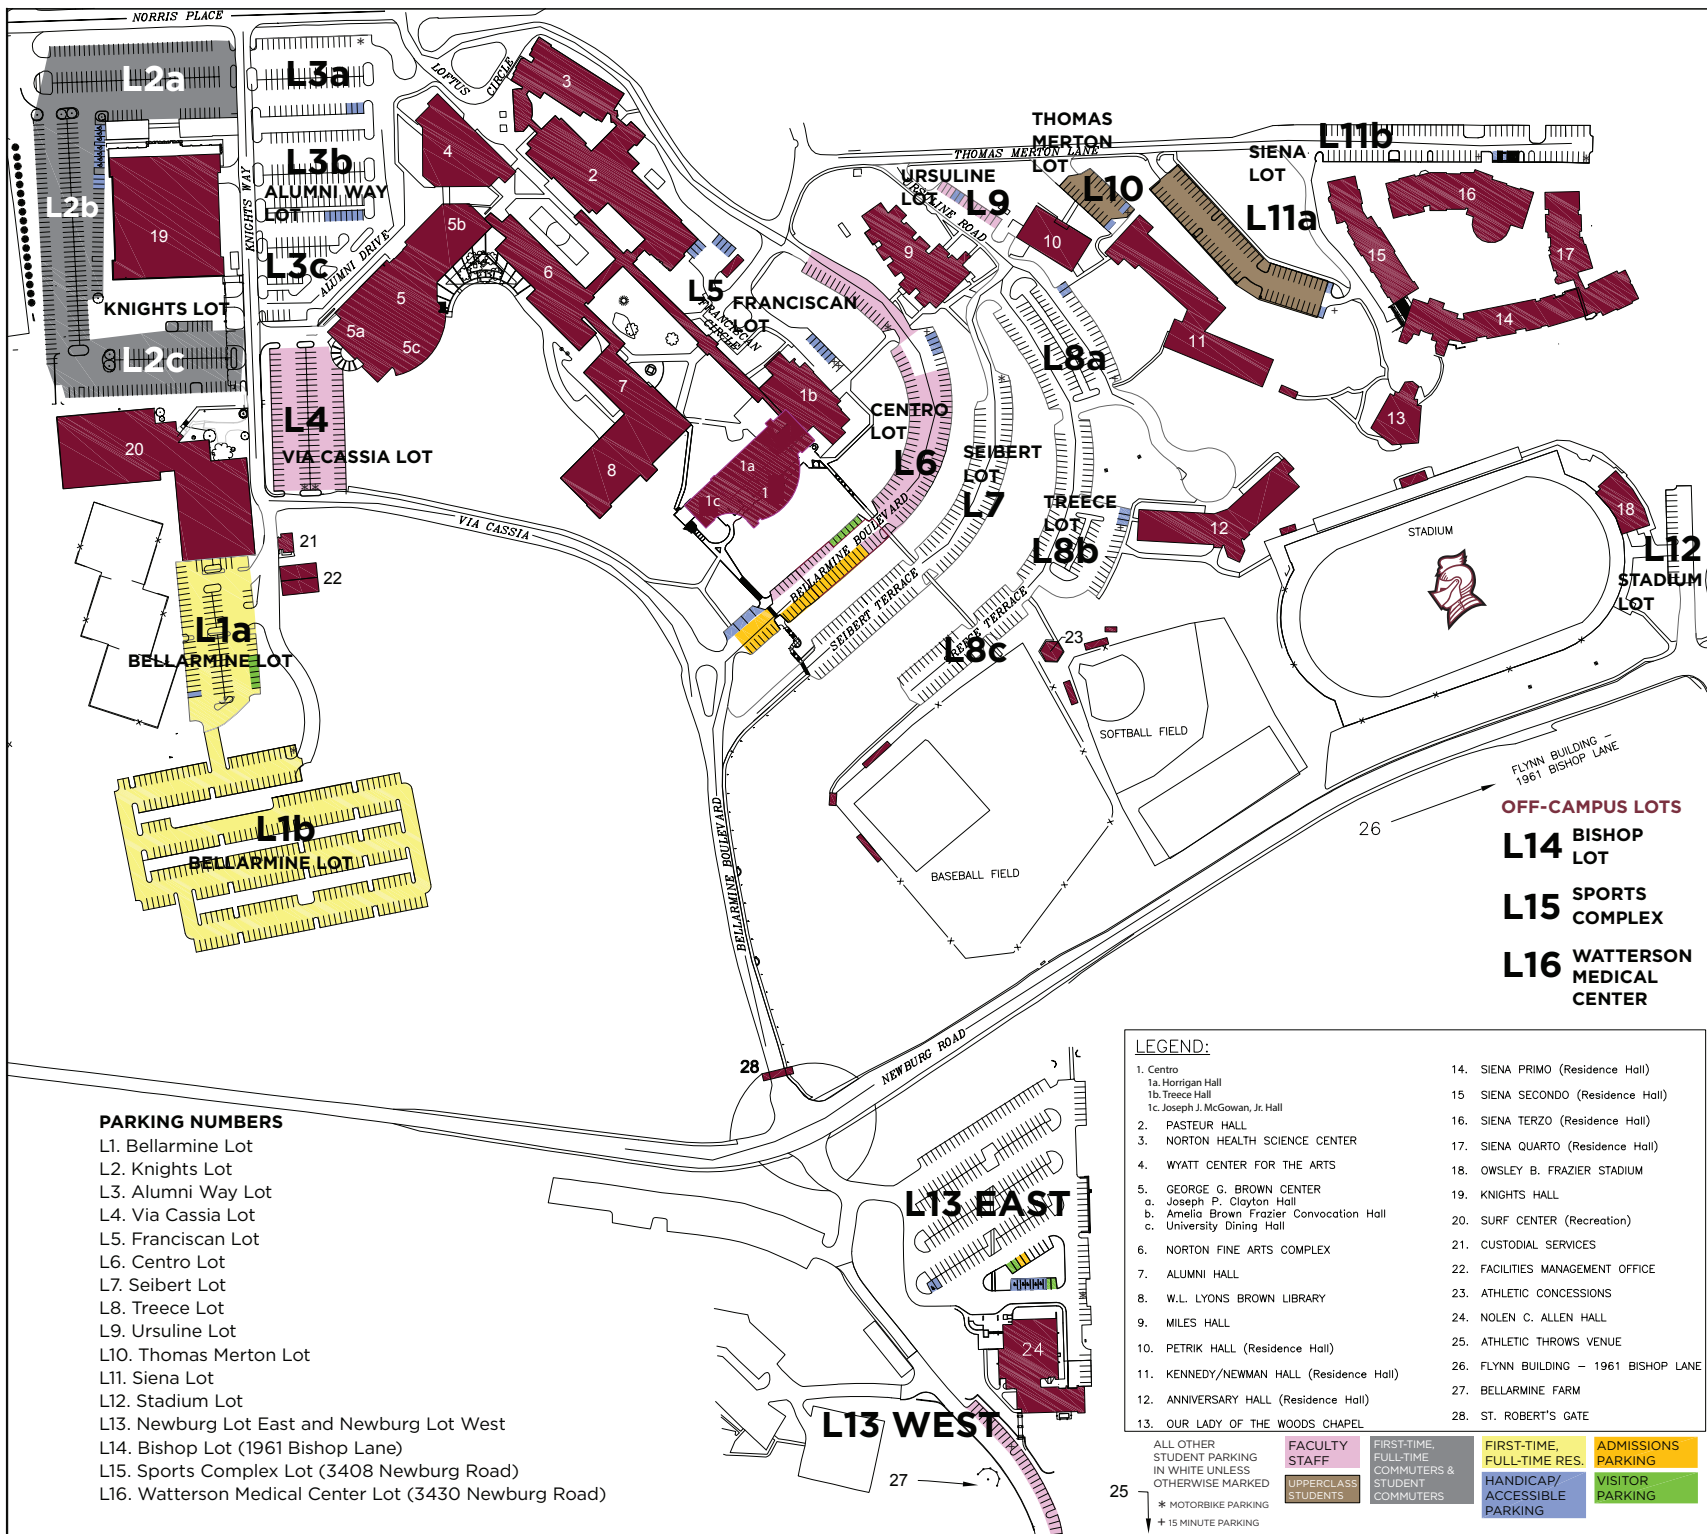 NORRIS PLACE
L2a
L3a
LOFTUS
CIRCLE
3
THOMAS
MERTON
LOT
THOMAS MERTON LANE
L11b
SIENA
LOT
4
2
L3b
ALUMNI WAY
LOT
URSULINE
LOT
URSULINE ROAD
L9
L10
L11a
16
L2b
19
KNIGHTS WAY
5b
6
9
10
15
17
L3c
ALUMNI DRIVE
5
5a
5c
KNIGHTS LOT
L5
FRANCISCAN
LOT
FRANCISCAN
CIRCLE
14
L2c
L8a
11
7
1b
13
L4
VIA CASSIA LOT
20
CENTRO
LOT
L6
SEIBERT
LOT
L7
8
1a
1
1c
TREECE
LOT
L8b
12
STADIUM
18
L12
STADIUM
LOT
VIA CASSIA
21
22
BELLARMINE BOULEVARD
SEIBERT TERRACE
TREECE TERRACE
L8c
23
L1a
BELLARMINE LOT
SOFTBALL FIELD
FLYNN BUILDING –
1961 BISHOP LANE
26
L1b
BELLARMINE LOT
BELLARMINE BOULEVARD
BASEBALL FIELD
OFF-CAMPUS LOTS
L14 BISHOP
LOT
L15 SPORTS
COMPLEX
L16 WATTERSON
MEDICAL
CENTER
28
NEWBURG ROAD
PARKING NUMBERS
L1. Bellarmine Lot
L2. Knights Lot
L3. Alumni Way Lot
L4. Via Cassia Lot
L5. Franciscan Lot
L6. Centro Lot
L7. Seibert Lot
L8. Treece Lot
L9. Ursuline Lot
L10. Thomas Merton Lot
L11. Siena Lot
L12. Stadium Lot
L13. Newburg Lot East and Newburg Lot West
L14. Bishop Lot (1961 Bishop Lane)
L15. Sports Complex Lot (3408 Newburg Road)
L16. Watterson Medical Center Lot (3430 Newburg Road)
L13 EAST
24
L13 WEST
27
25
LEGEND:
1. Centro
1a. Horrigan Hall
1b. Treece Hall
1c. Joseph J. McGowan, Jr. Hall
2. PASTEUR HALL
3. NORTON HEALTH SCIENCE CENTER
4. WYATT CENTER FOR THE ARTS
5. GEORGE G. BROWN CENTER
a. Joseph P. Clayton Hall
b. Amelia Brown Frazier Convocation Hall
c. University Dining Hall
6. NORTON FINE ARTS COMPLEX
7. ALUMNI HALL
8. W.L. LYONS BROWN LIBRARY
9. MILES HALL
10. PETRIK HALL (Residence Hall)
11. KENNEDY/NEWMAN HALL (Residence Hall)
12. ANNIVERSARY HALL (Residence Hall)
13. OUR LADY OF THE WOODS CHAPEL
14. SIENA PRIMO (Residence Hall)
15 SIENA SECONDO (Residence Hall)
16. SIENA TERZO (Residence Hall)
17. SIENA QUARTO (Residence Hall)
18. OWSLEY B. FRAZIER STADIUM
19. KNIGHTS HALL
20. SURF CENTER (Recreation)
21. CUSTODIAL SERVICES
22. FACILITIES MANAGEMENT OFFICE
23. ATHLETIC CONCESSIONS
24. NOLEN C. ALLEN HALL
25. ATHLETIC THROWS VENUE
26. FLYNN BUILDING – 1961 BISHOP LANE
27. BELLARMINE FARM
28. ST. ROBERT'S GATE
ALL OTHER
STUDENT PARKING
IN WHITE UNLESS
OTHERWISE MARKED
* MOTORBIKE PARKING
+ 15 MINUTE PARKING
FACULTY
STAFF
UPPERCLASS
STUDENTS
FIRST-TIME,
FULL-TIME
COMMUTERS &
STUDENT
COMMUTERS
FIRST-TIME,
FULL-TIME RES.
HANDICAP/
ACCESSIBLE
PARKING
ADMISSIONS
PARKING
VISITOR
PARKING